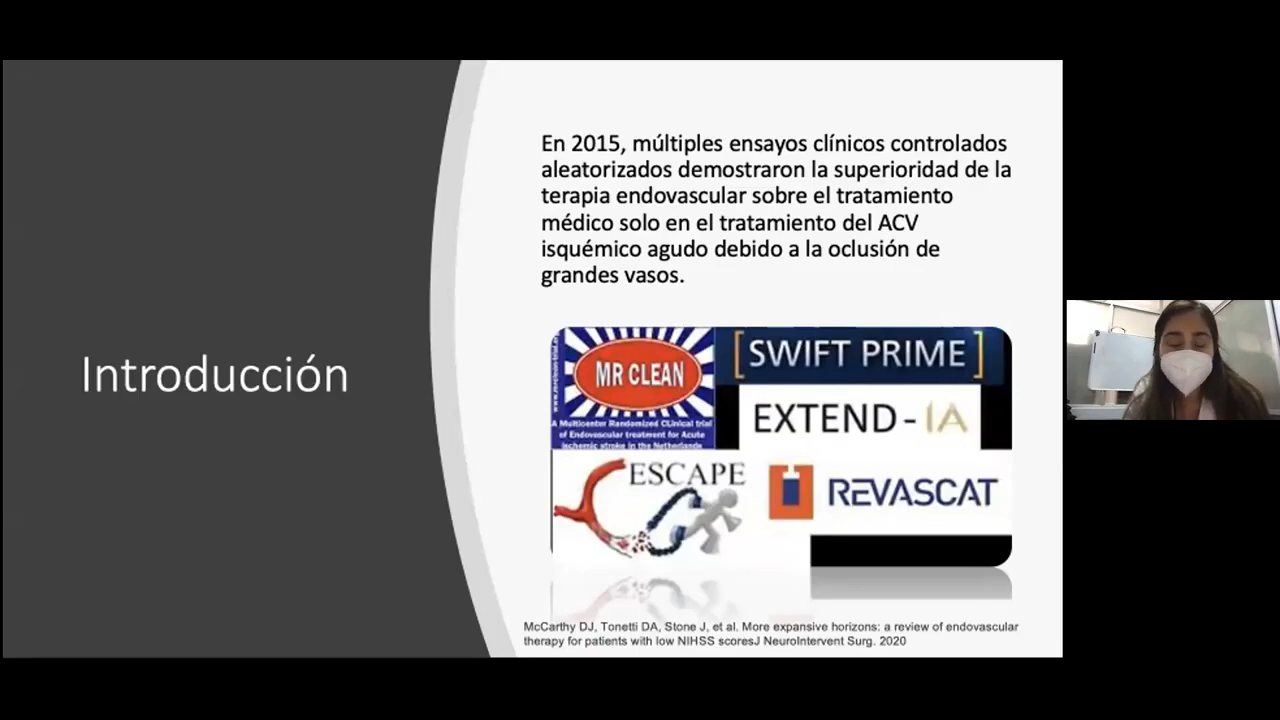 Introducción
En 2015, múltiples ensayos clínicos controlados
aleatorizados demostraron la superioridad de la
terapia endovascular sobre el tratamiento
médico solo en el tratamiento del ACV
isquémico agudo debido a la oclusión de
grandes vasos.
MR CLEAN
A Multicenter Randomized CLinical trial
of Endovascular treatment for Acute
ischemic stroke in the Netherlands
[SWIFT PRIME]
EXTEND-IA
ESCAPE
REVASCAT
McCarthy DJ, Tonetti DA, Stone J, et al. More expansive horizons: a review of endovascular
therapy for patients with low NIHSS scoresJ NeuroIntervent Surg. 2020